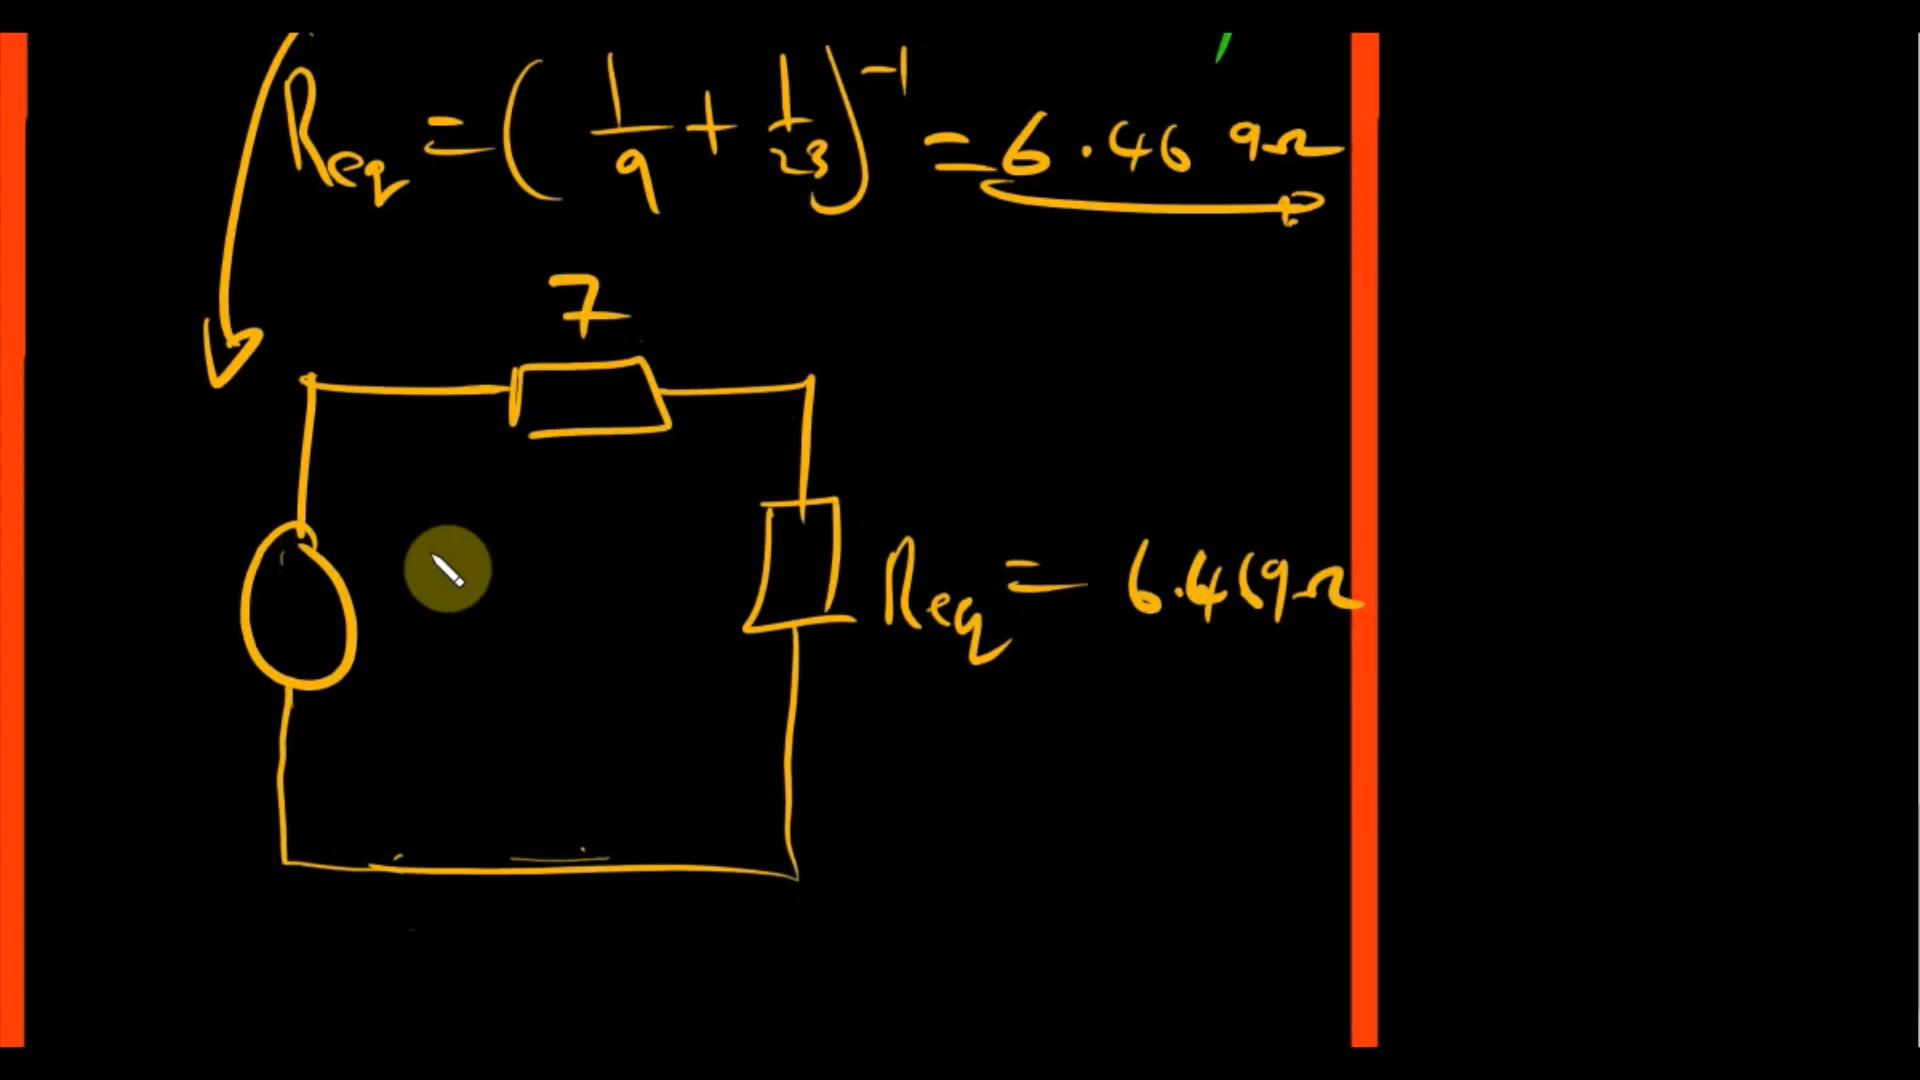 Req = (1/9 + 1/23)^-1 = 6.469Ω
7
Req = 6.469Ω